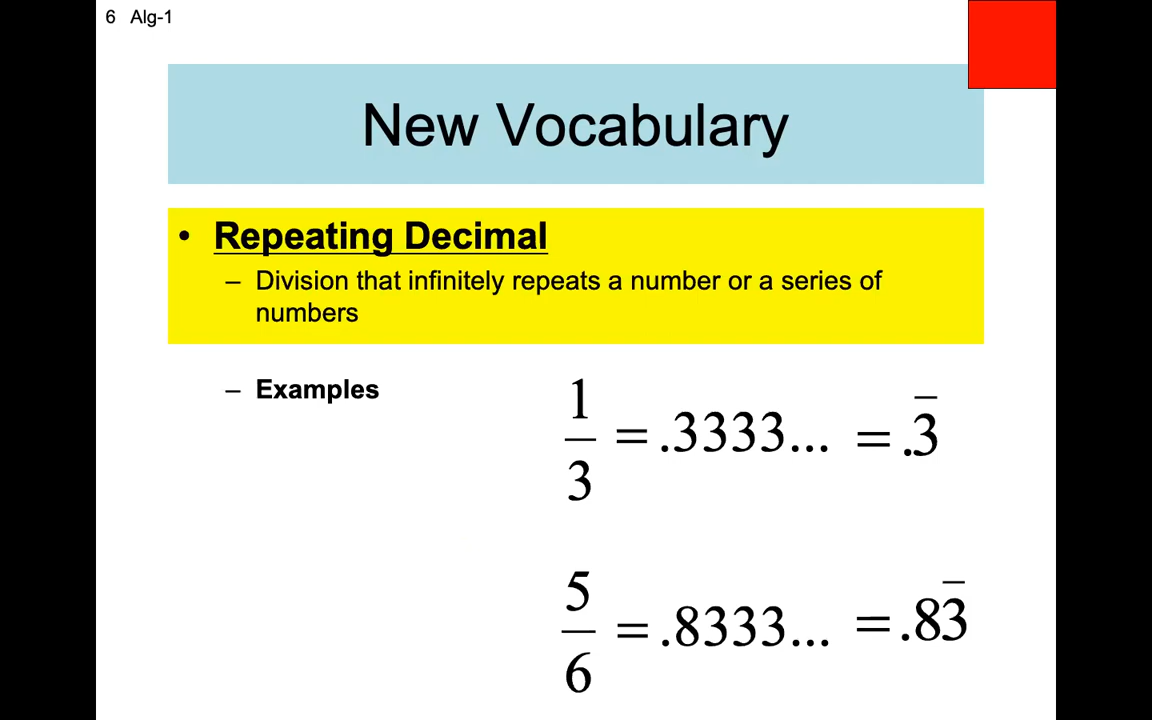 6 Alg-1
New Vocabulary
• Repeating Decimal
– Division that infinitely repeats a number or a series of
numbers
– Examples
1/3 = .3333... = .3̅
5/6 = .8333... = .83̅